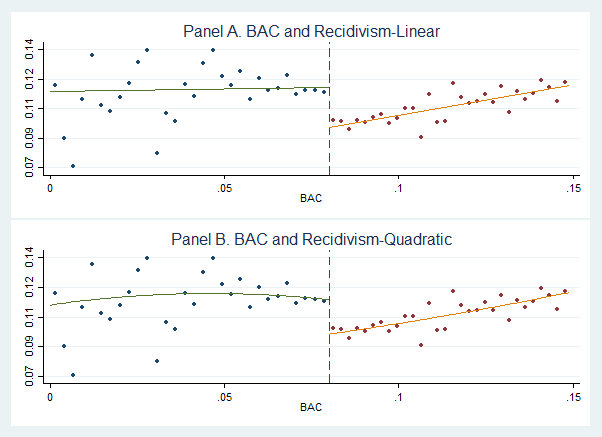 Panel A. BAC and Recidivism-Linear
0.14
0.12
0.11
0.09
0.07
0 .05 .1 .15
BAC
Panel B. BAC and Recidivism-Quadratic
0.14
0.12
0.11
0.09
0.07
0 .05 .1 .15
BAC